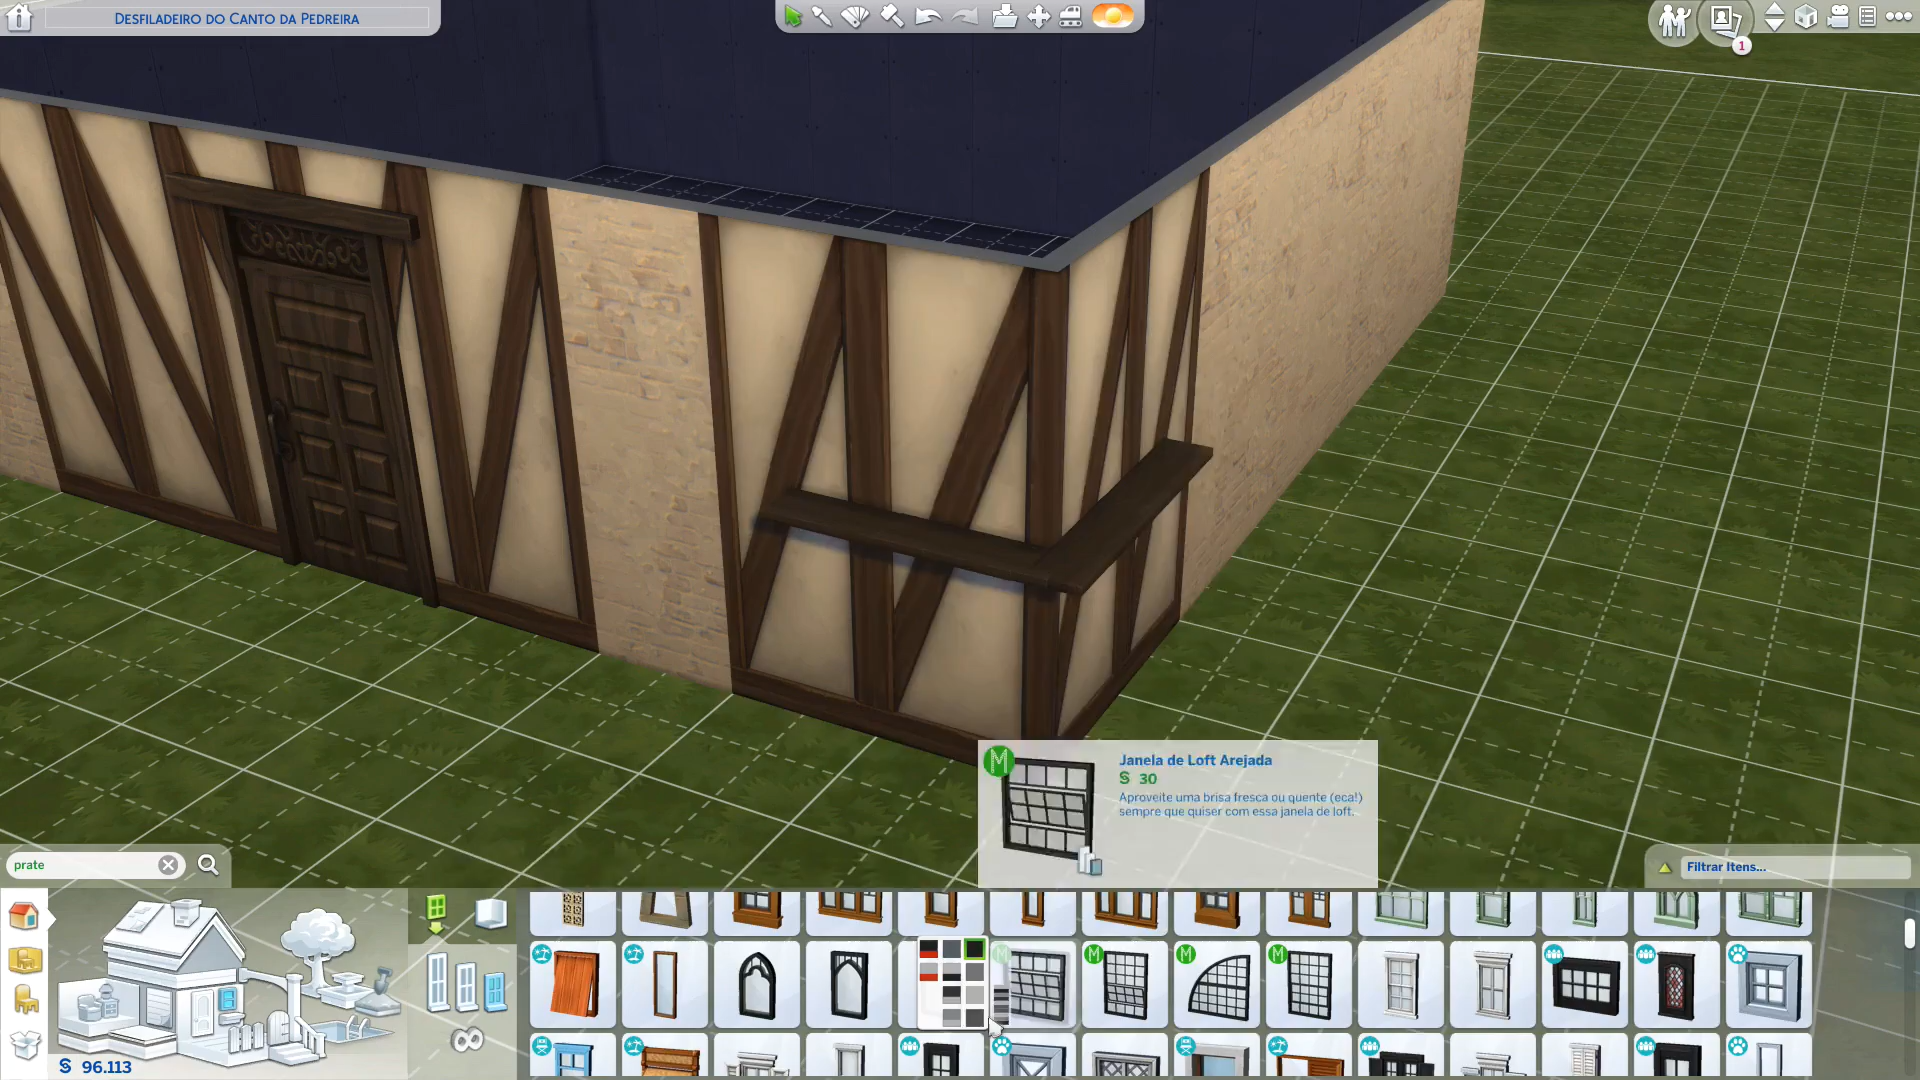 Desfiladeiro do Canto da Pedreira
1
M
Janela de Loft Arejada
§ 30
Aproveite uma brisa fresca ou quente (eca!)
sempre que quiser com essa janela de loft.
prate
Filtrar Itens...
M
M
M
M
§ 96.113